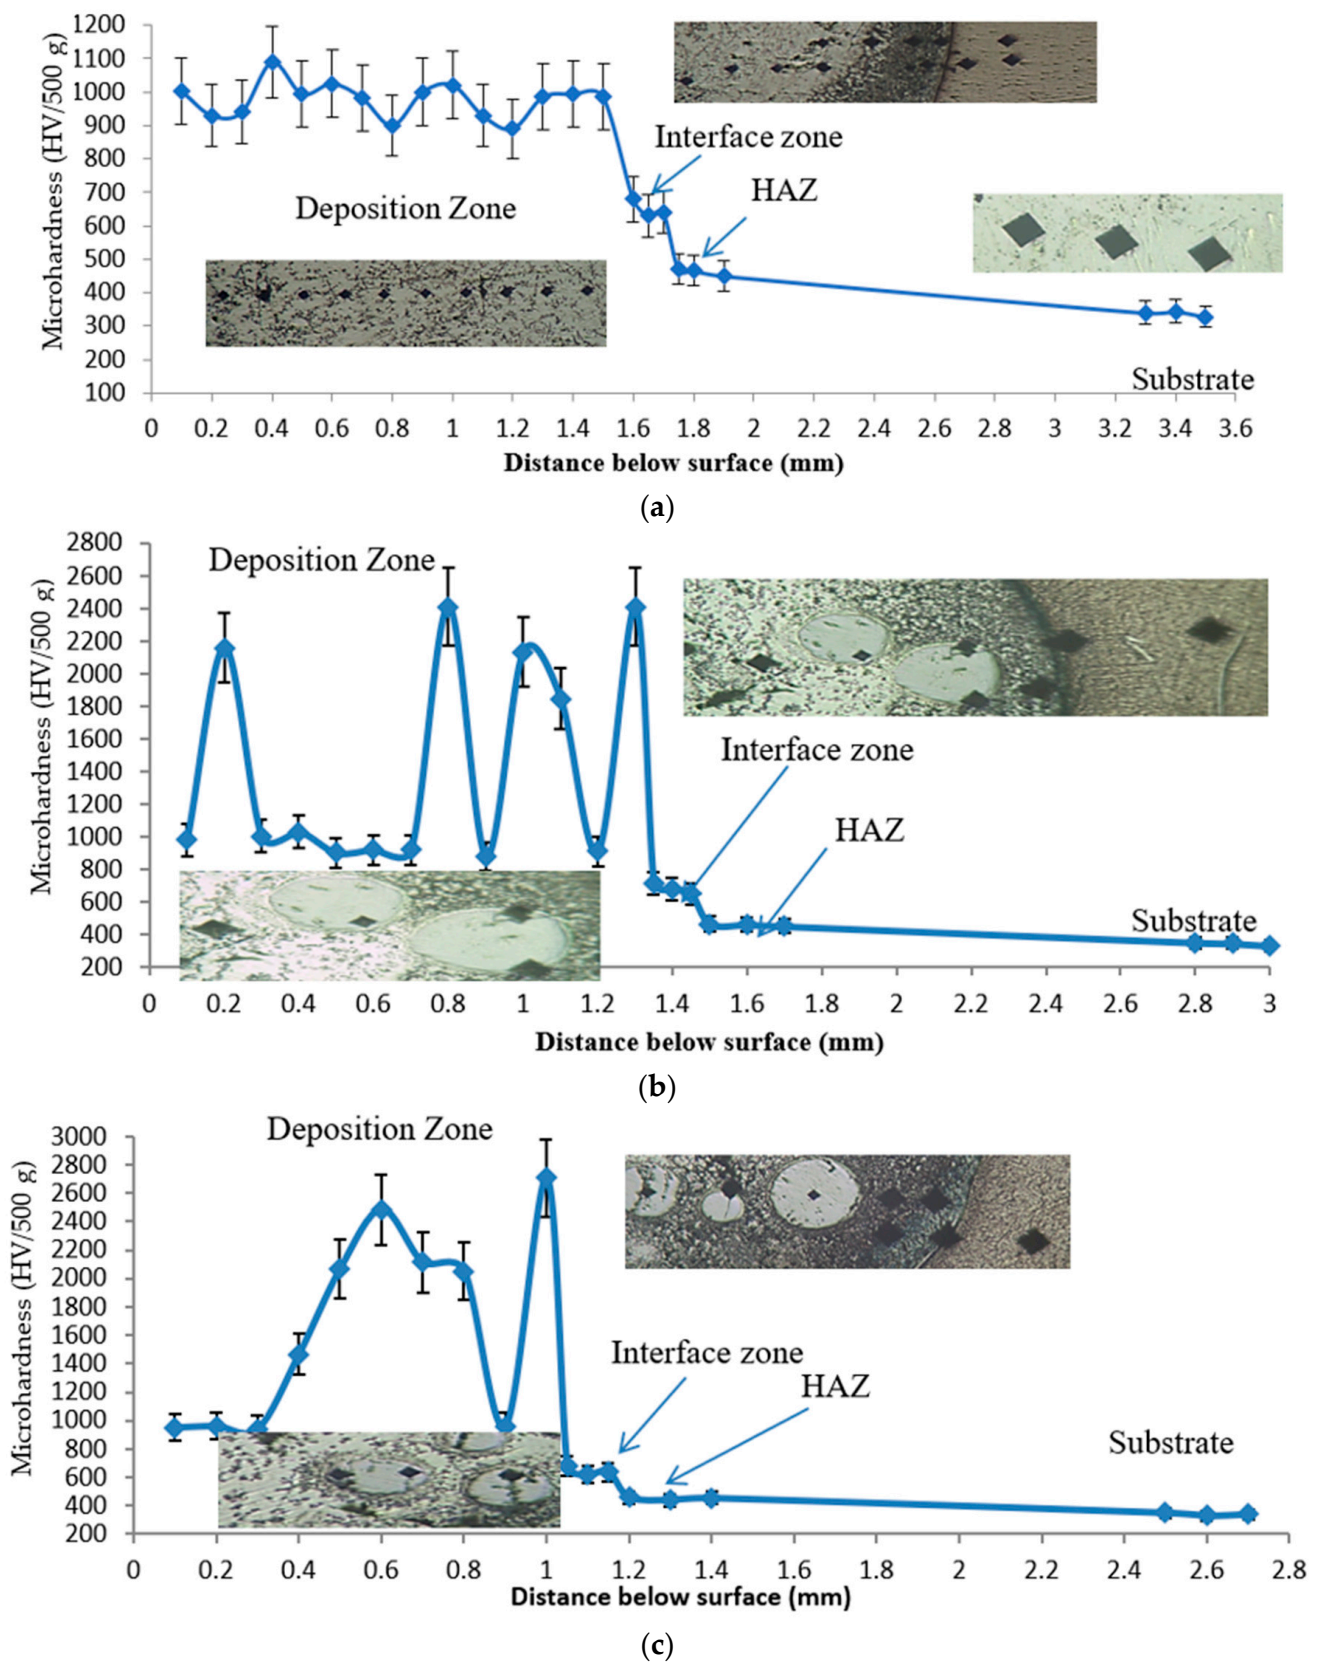 Microhardness (HV/500 g)
1200
1100
1000
900
800
700
600
500
400
300
200
100
Interface zone
HAZ
Deposition Zone
Substrate
0 0.2 0.4 0.6 0.8 1 1.2 1.4 1.6 1.8 2 2.2 2.4 2.6 2.8 3 3.2 3.4 3.6
Distance below surface (mm)
(a)
Microhardness (HV/500 g)
2800
2600
2400
2200
2000
1800
1600
1400
1200
1000
800
600
400
200
Deposition Zone
Interface zone
HAZ
Substrate
0 0.2 0.4 0.6 0.8 1 1.2 1.4 1.6 1.8 2 2.2 2.4 2.6 2.8 3
Distance below surface (mm)
(b)
Microhardness (HV/500 g)
3000
2800
2600
2400
2200
2000
1800
1600
1400
1200
1000
800
600
400
200
Deposition Zone
Interface zone
HAZ
Substrate
0 0.2 0.4 0.6 0.8 1 1.2 1.4 1.6 1.8 2 2.2 2.4 2.6 2.8
Distance below surface (mm)
(c)